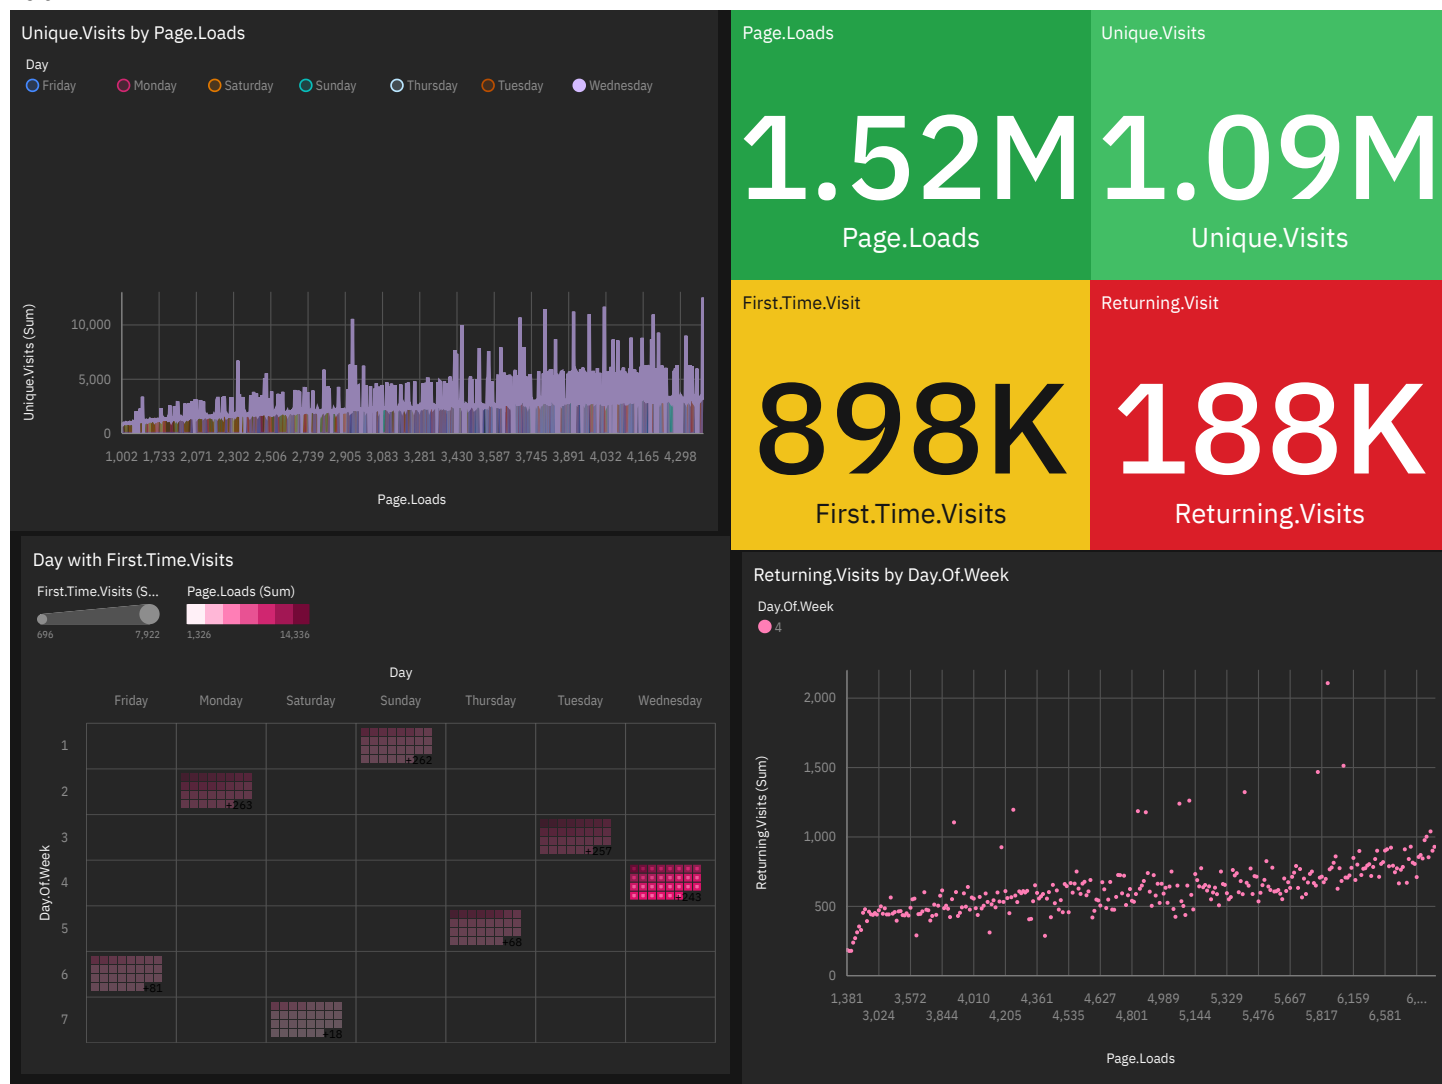 Unique.Visits by Page.Loads
Day
Friday Monday Saturday Sunday Thursday Tuesday Wednesday
Unique.Visits (Sum)
10,000
5,000
0
1,002 1,733 2,071 2,302 2,506 2,739 2,905 3,083 3,281 3,430 3,587 3,745 3,891 4,032 4,165 4,298
Page.Loads
Page.Loads
1.52M
Page.Loads
Unique.Visits
1.09M
Unique.Visits
First.Time.Visit
898K
First.Time.Visits
Returning.Visit
188K
Returning.Visits
Day with First.Time.Visits
First.Time.Visits (S... Page.Loads (Sum)
696 7,922 1,326 14,336
Day
Friday Monday Saturday Sunday Thursday Tuesday Wednesday
Day.Of.Week
1 +262
2 +263
3 +257
4 +243
5 +68
6 +81
7 +18
Returning.Visits by Day.Of.Week
Day.Of.Week
4
Returning.Visits (Sum)
2,000
1,500
1,000
500
0
1,381 3,572 4,010 4,361 4,627 4,989 5,329 5,667 6,159 6,...
3,024 3,844 4,205 4,535 4,801 5,144 5,476 5,817 6,581
Page.Loads